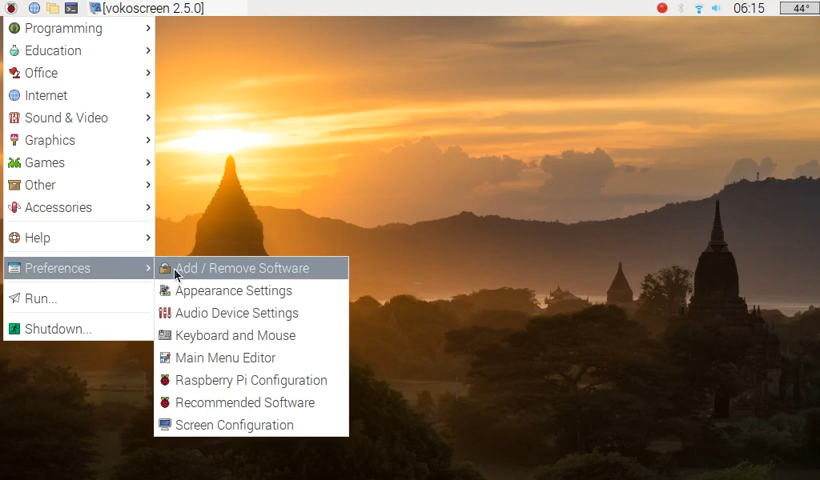 [vokoscreen 2.5.0]
06:15
44°
Programming
Education
Office
Internet
Sound & Video
Graphics
Games
Other
Accessories
Help
Preferences
Run...
Shutdown...
Add / Remove Software
Appearance Settings
Audio Device Settings
Keyboard and Mouse
Main Menu Editor
Raspberry Pi Configuration
Recommended Software
Screen Configuration